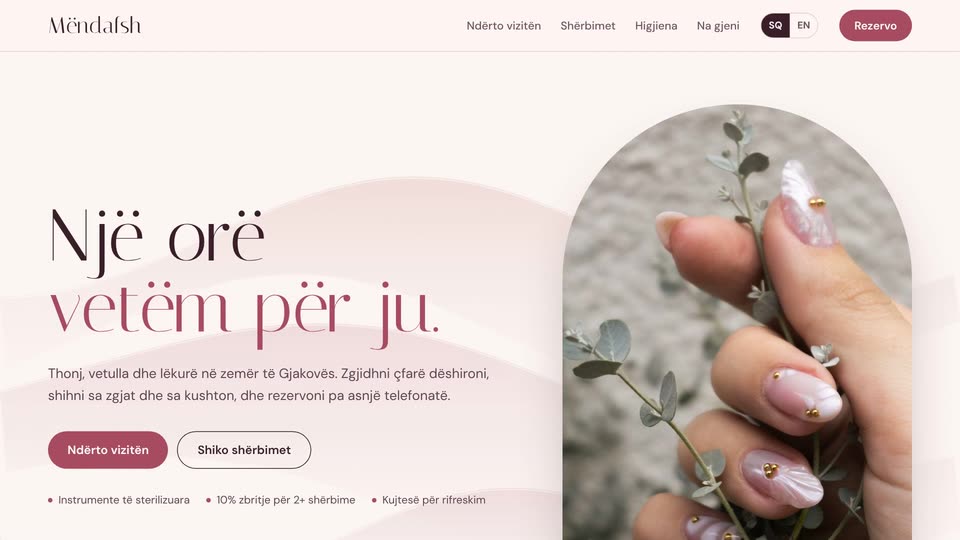 Mëndafsh
Ndërto vizitën
Shërbimet
Higjiena
Na gjeni
SQ
EN
Rezervo
Një orë
vetëm për ju.
Thonj, vetulla dhe lëkurë në zemër të Gjakovës. Zgjidhni çfarë dëshironi,
shihni sa zgjat dhe sa kushton, dhe rezervoni pa asnjë telefonatë.
Ndërto vizitën
Shiko shërbimet
Instrumente të sterilizuara
10% zbritje për 2+ shërbime
Kujtesë për rifreskim